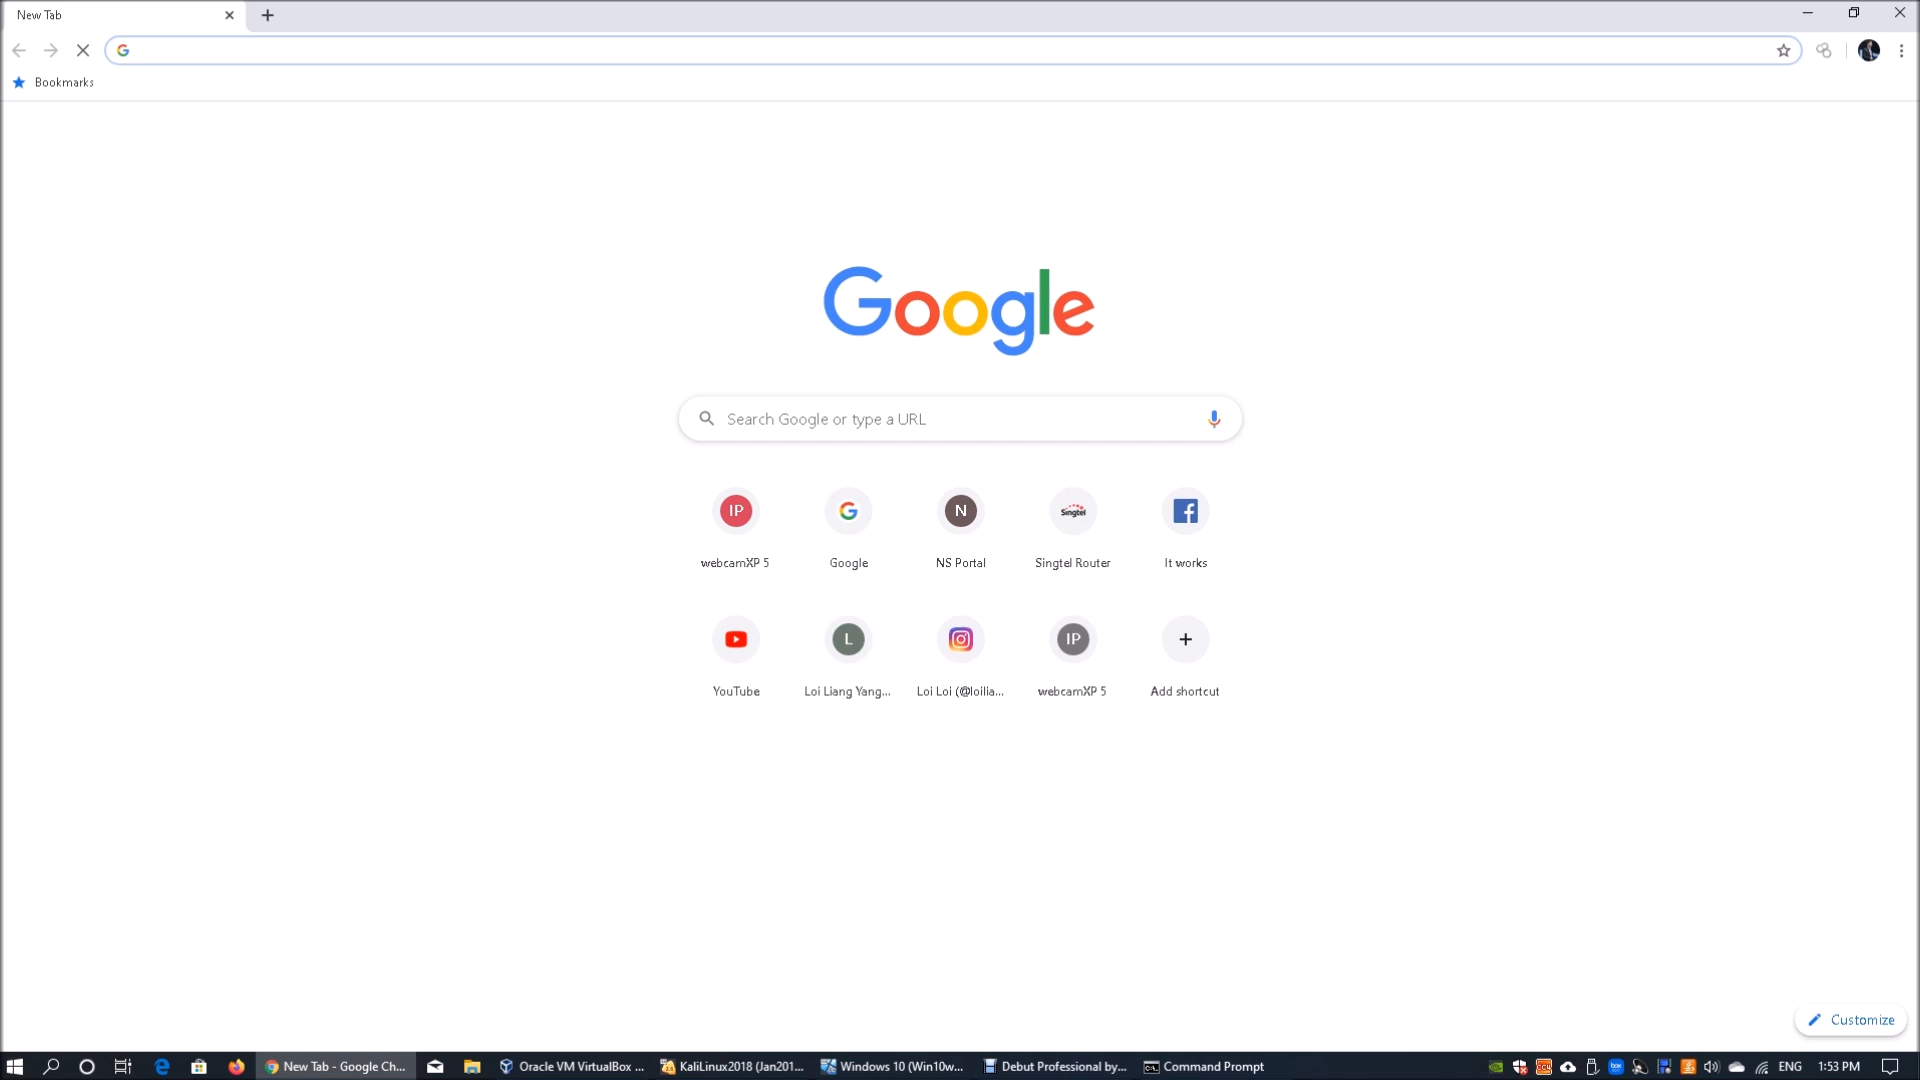 New Tab
Bookmarks
Google
Search Google or type a URL
IP
N
Singtel
webcamXP 5
Google
NS Portal
Singtel Router
It works
L
IP
YouTube
Loi Liang Yang...
Loi Loi (@loilia...
webcamXP 5
Add shortcut
Customize
New Tab - Google Ch...
Oracle VM VirtualBox ...
KaliLinux2018 (Jan201...
Windows 10 (Win10w...
Debut Professional by...
Command Prompt
ENG
1:53 PM